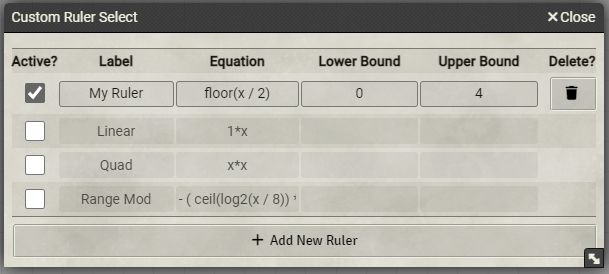 Custom Ruler Select
×Close
Active? Label Equation Lower Bound Upper Bound Delete?
My Ruler floor(x / 2) 0 4
Linear 1*x
Quad x*x
Range Mod - ( ceil(log2(x / 8))
+ Add New Ruler